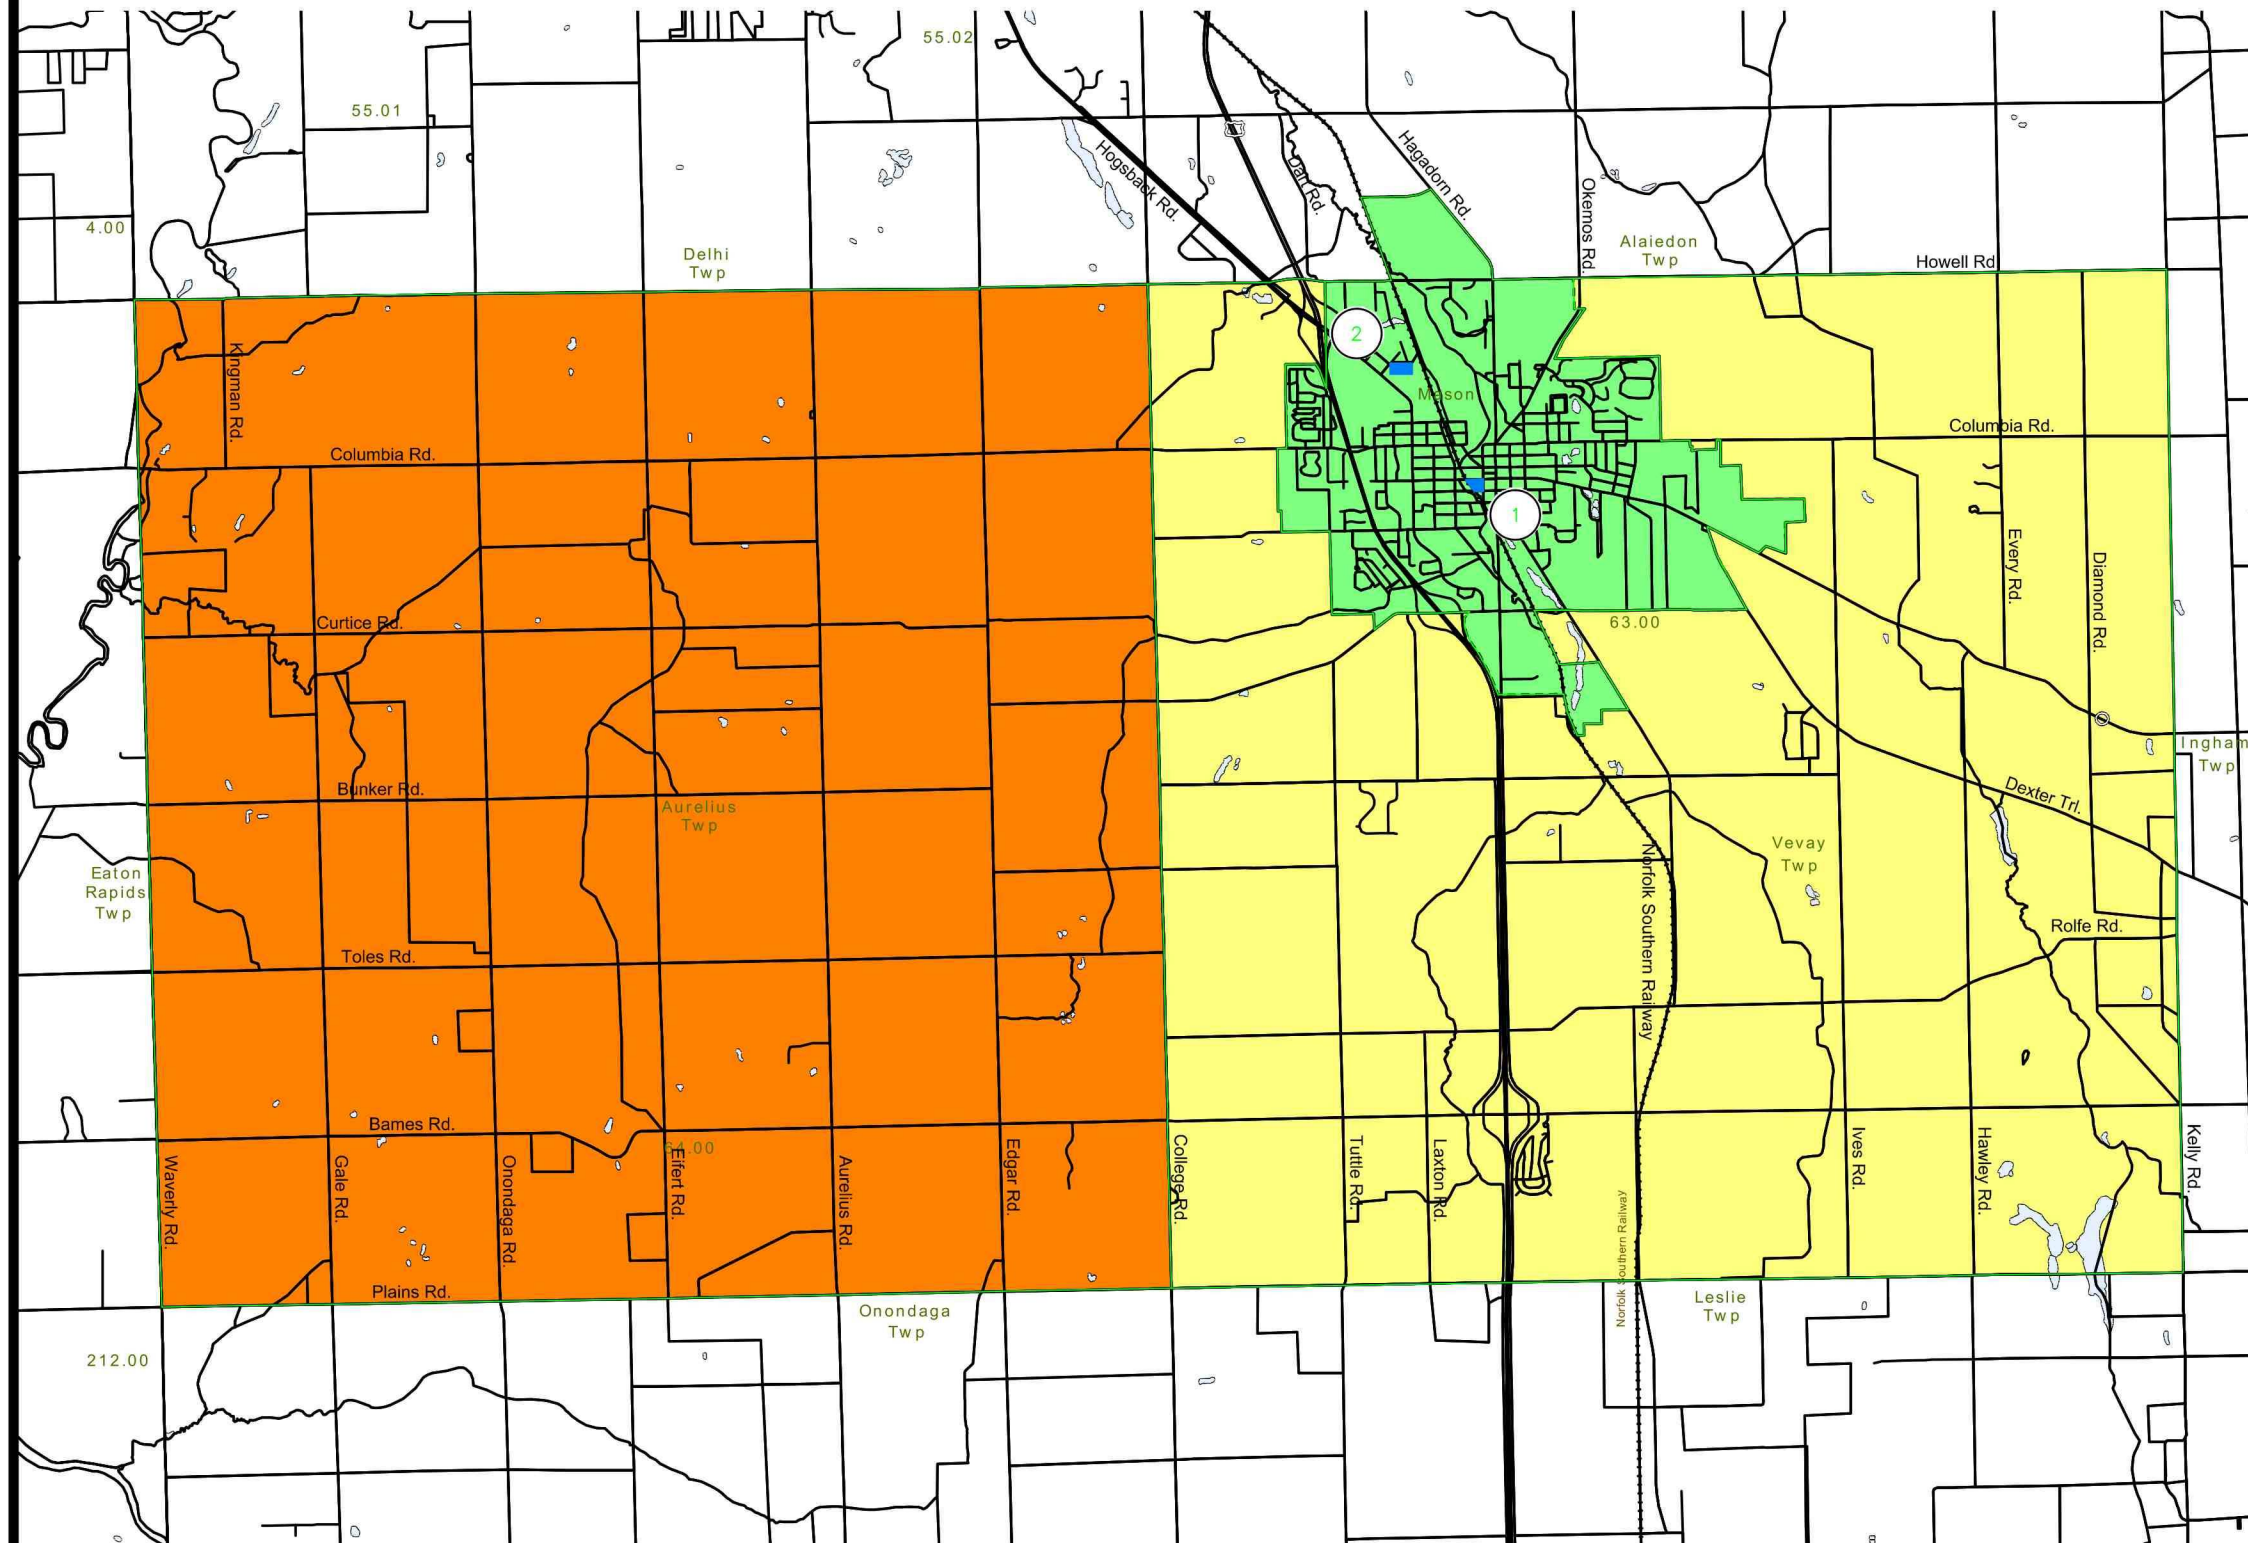 55.02
55.01
Hagadorn Rd.
Hogsback Rd.
Dart Rd.
Okemos Rd.
4.00
Delhi
Twp
Alaiedon
Twp
Howell Rd
2
Kingman Rd.
Mason
Columbia Rd.
Columbia Rd.
1
Every Rd.
Diamond Rd.
Curtice Rd.
63.00
Ingham
Twp
Bunker Rd.
Aurelius
Twp
Dexter Trl.
Vevay
Twp
Eaton
Rapids
Twp
Norfolk Southern Railway
Rolfe Rd.
Toles Rd.
Barnes Rd.
64.00
Waverly Rd.
Gale Rd.
Onondaga Rd.
Eifert Rd.
Aurelius Rd.
Edgar Rd.
College Rd.
Tuttle Rd.
Laxton Rd.
Norfolk Southern Railway
Ives Rd.
Hawley Rd.
Kelly Rd.
Plains Rd.
Onondaga
Twp
Leslie
Twp
212.00